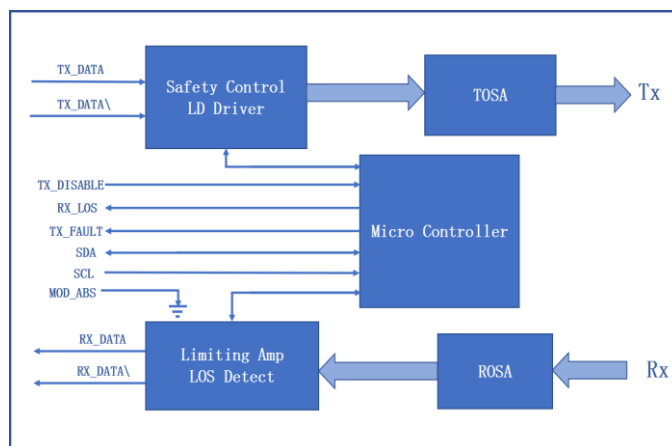 TX_DATA
TX_DATA\
Safety Control
LD Driver
TOSA
Tx
TX_DISABLE
RX_LOS
TX_FAULT
SDA
SCL
MOD_ABS
Micro Controller
RX_DATA
RX_DATA\
Limiting Amp
LOS Detect
ROSA
Rx